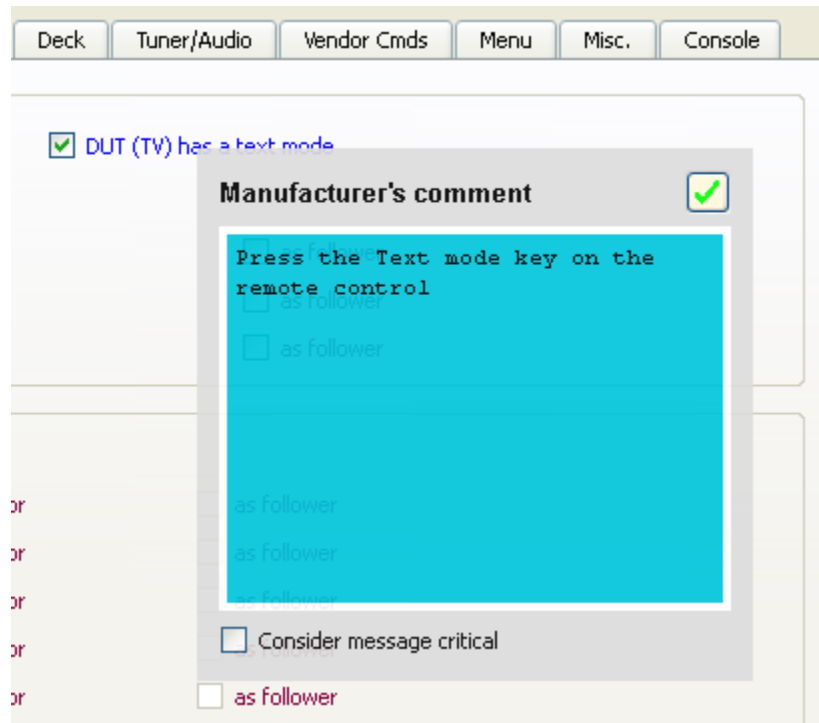 Deck Tuner/Audio Vendor Cmds Menu Misc. Console
DUT (TV) has a text mode
Manufacturer's comment
Press the Text mode key on the
remote control
as follower
as follower
as follower
or as follower
or as follower
or as follower
or as follower
Consider message critical
or as follower